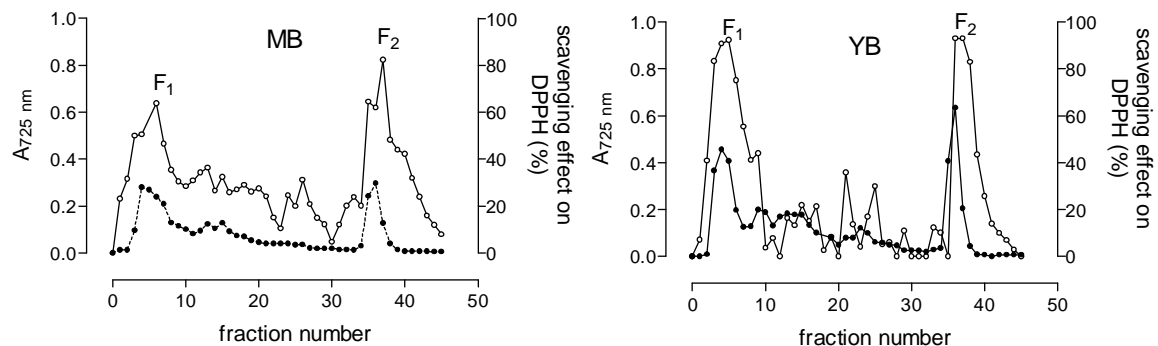 MB
F1
F2
1.0
0.8
0.6
0.4
0.2
0.0
A725 nm
100
80
60
40
20
0
scavenging effect on
DPPH (%)
0 10 20 30 40 50
fraction number
YB
F1
F2
1.0
0.8
0.6
0.4
0.2
0.0
A725 nm
100
80
60
40
20
0
scavenging effect on
DPPH (%)
0 10 20 30 40 50
fraction number